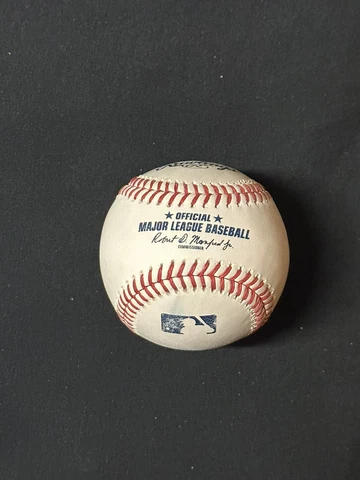 ★ OFFICIAL ★
MAJOR LEAGUE BASEBALL
Robert D. Manfred Jr.
COMMISSIONER